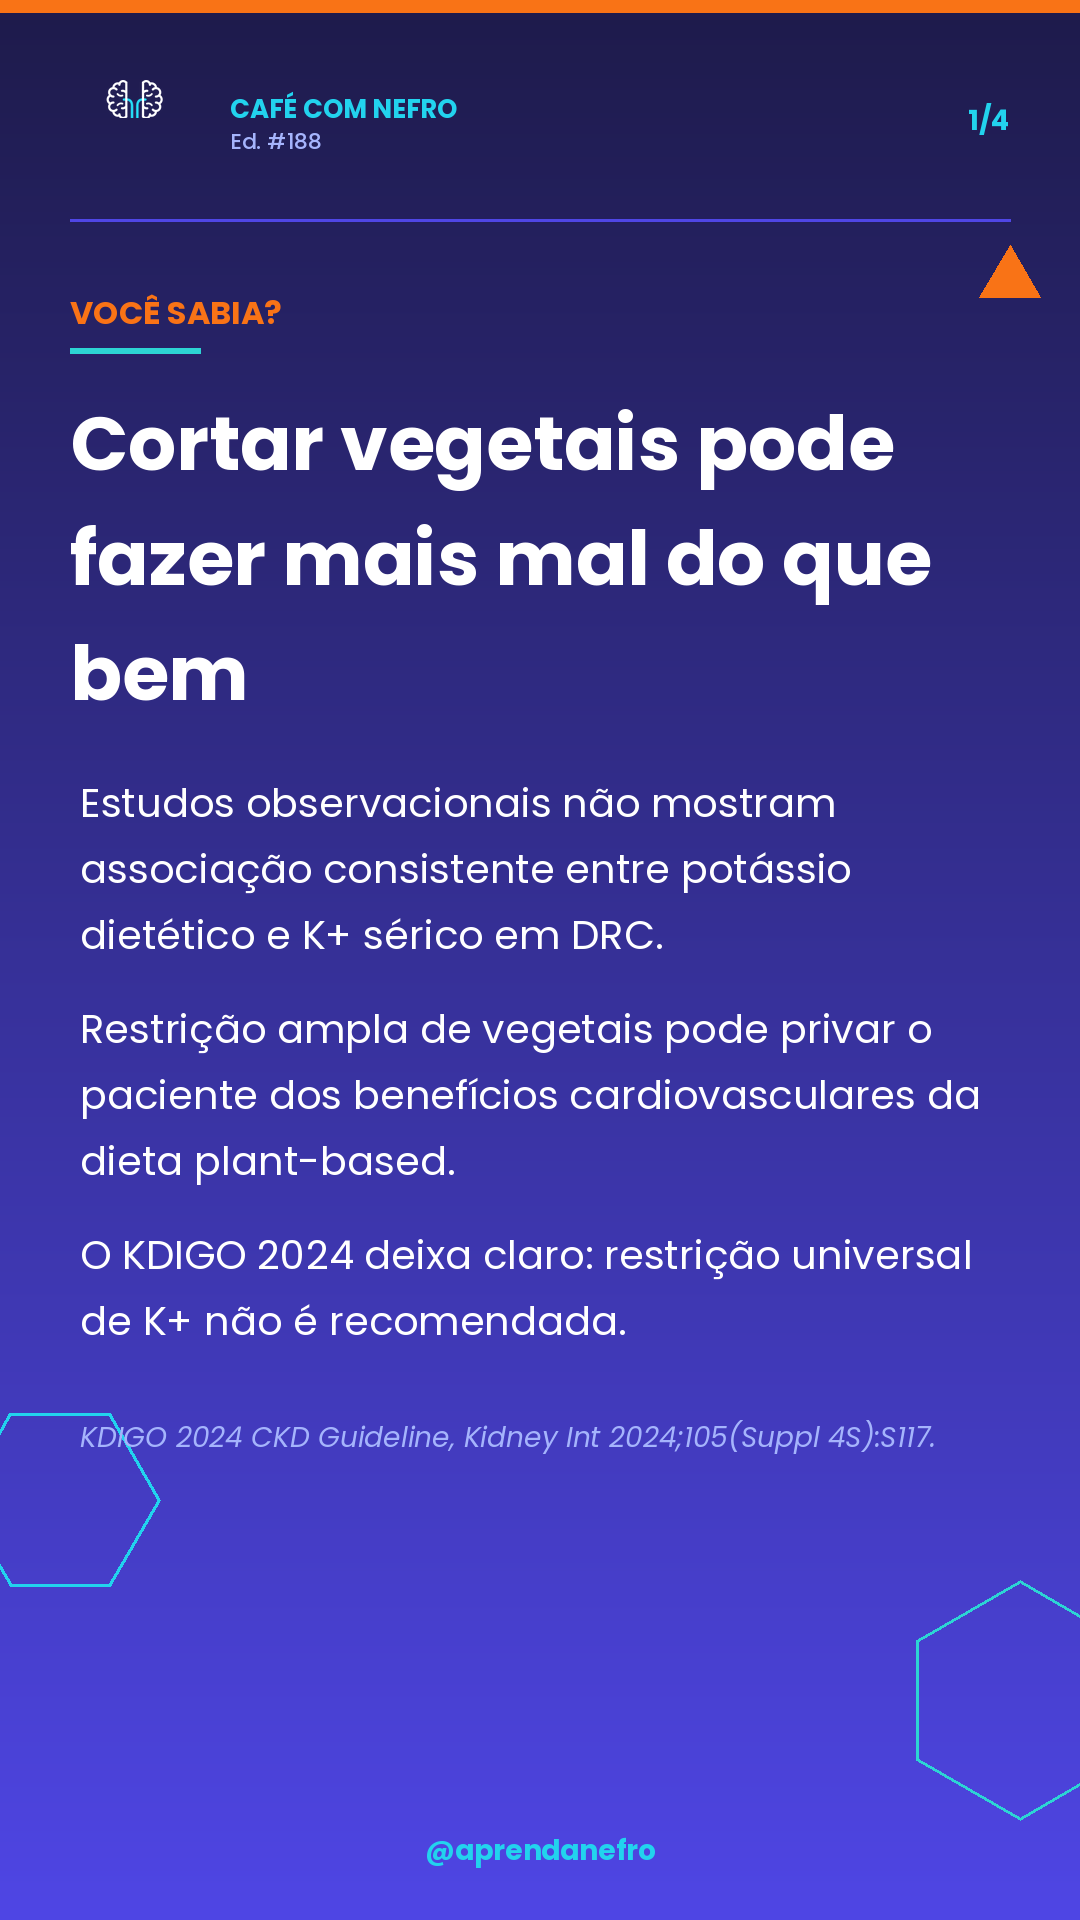 CAFÉ COM NEFRO
Ed. #188
1/4
VOCÊ SABIA?
Cortar vegetais pode
fazer mais mal do que
bem
Estudos observacionais não mostram
associação consistente entre potássio
dietético e K+ sérico em DRC.
Restrição ampla de vegetais pode privar o
paciente dos benefícios cardiovasculares da
dieta plant-based.
O KDIGO 2024 deixa claro: restrição universal
de K+ não é recomendada.
KDIGO 2024 CKD Guideline, Kidney Int 2024;105(Suppl 4S):S117.
@aprendanefro